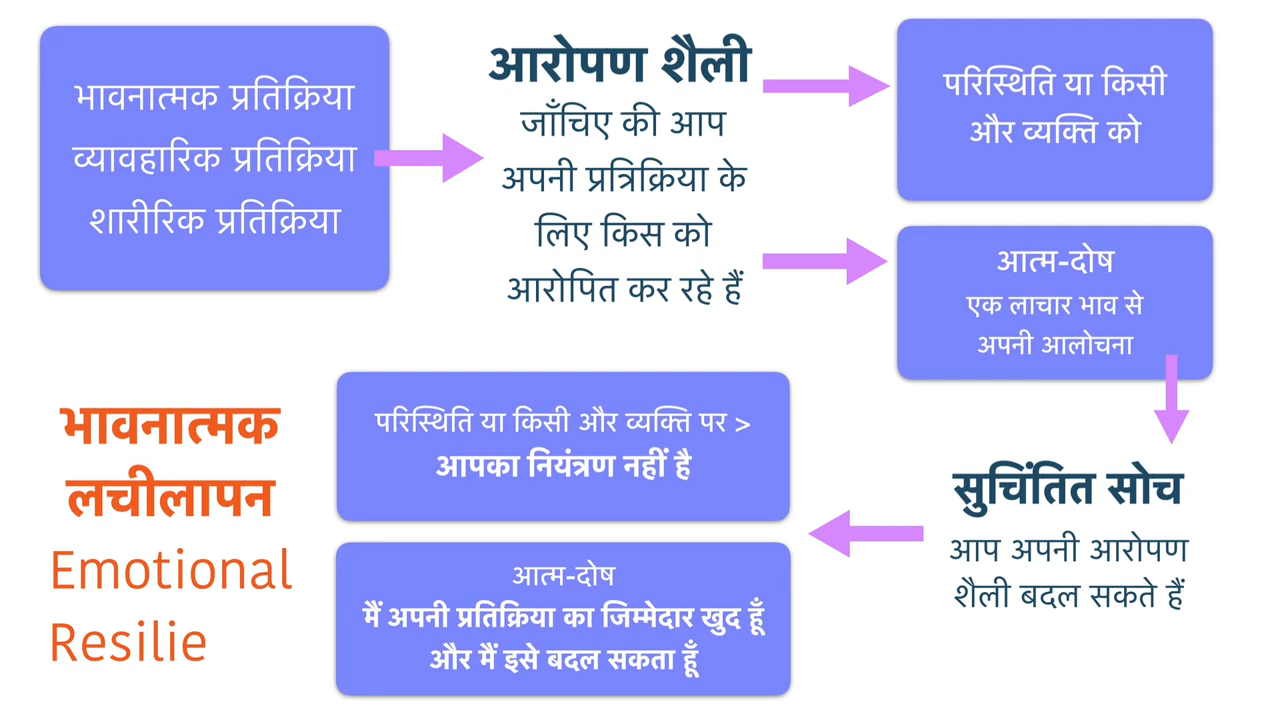 भावनात्मक प्रतिक्रिया
व्यावहारिक प्रतिक्रिया
शारीरिक प्रतिक्रिया
आरोपण शैली
जाँचिए की आप
अपनी प्रत्रिक्रिया के
लिए किस को
आरोपित कर रहे हैं
परिस्थिति या किसी
और व्यक्ति को
आत्म-दोष
एक लाचार भाव से
अपनी आलोचना
सुचिंतित सोच
आप अपनी आरोपण
शैली बदल सकते हैं
परिस्थिति या किसी और व्यक्ति पर >
आपका नियंत्रण नहीं है
आत्म-दोष
मैं अपनी प्रतिक्रिया का जिम्मेदार खुद हूँ
और मैं इसे बदल सकता हूँ
भावनात्मक
लचीलापन
Emotional
Resilie